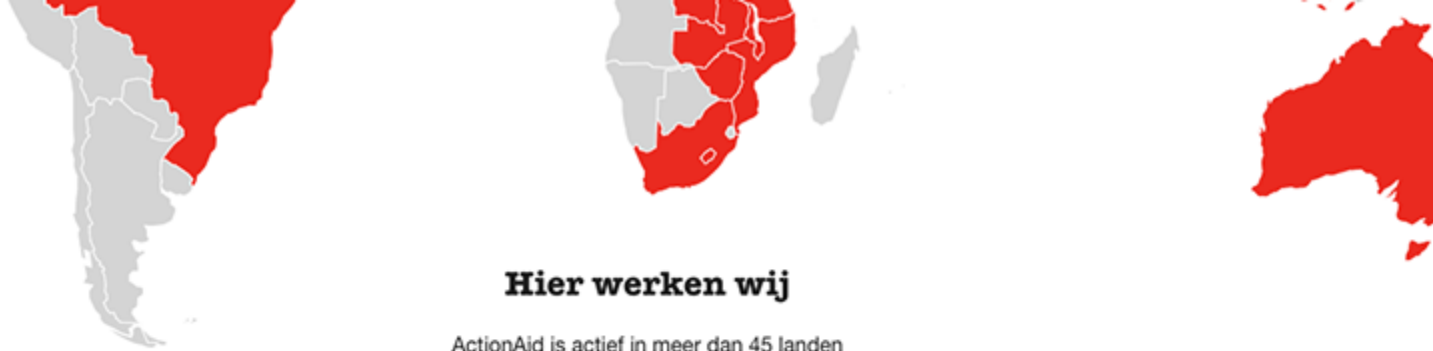 Hier werken wij
ActionAid is actief in meer dan 45 landen